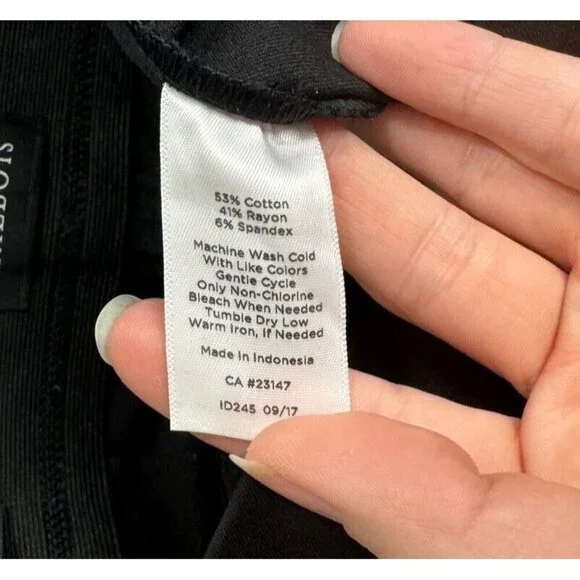 53% Cotton
41% Rayon
6% Spandex
Machine Wash Cold
With Like Colors
Gentle Cycle
Only Non-Chlorine
Bleach When Needed
Tumble Dry Low
Warm Iron, If Needed
Made In Indonesia
CA #23147
ID245 09/17